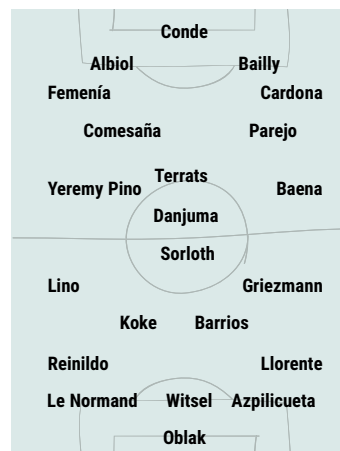 Conde
Albiol Bailly
Femenía Cardona
Comesaña Parejo
Terrats
Yeremy Pino Baena
Danjuma
Sorloth
Lino Griezmann
Koke Barrios
Reinildo Llorente
Le Normand Witsel Azpilicueta
Oblak